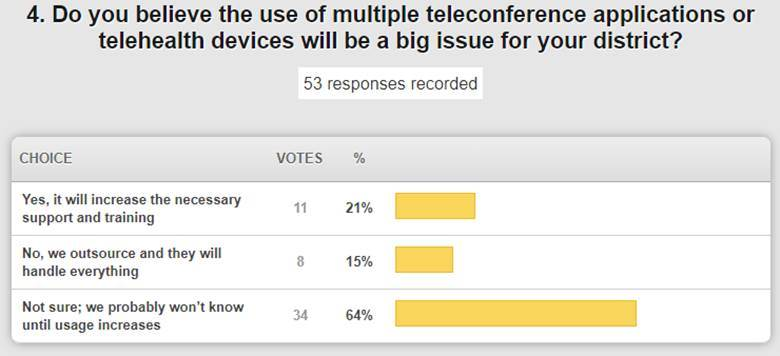 4. Do you believe the use of multiple teleconference applications or
telehealth devices will be a big issue for your district?
53 responses recorded
CHOICE VOTES %
Yes, it will increase the necessary
support and training 11 21%
No, we outsource and they will
handle everything 8 15%
Not sure; we probably won't know
until usage increases 34 64%